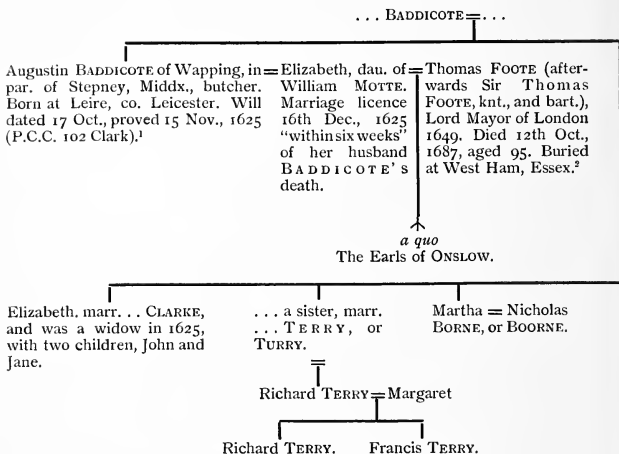 . . . BADDICOTE = . . .
Augustin BADDICOTE of Wapping, in
par. of Stepney, Middx., butcher.
Born at Leire, co. Leicester. Will
dated 17 Oct., proved 15 Nov., 1625
(P.C.C. 102 Clark).¹
= Elizabeth, dau. of
William MOTTE.
Marriage licence
16th Dec., 1625
"within six weeks"
of her husband
BADDICOTE'S
death.
= Thomas FOOTE (after-
wards Sir Thomas
FOOTE, knt., and bart.),
Lord Mayor of London
1649. Died 12th Oct.,
1687, aged 95. Buried
at West Ham, Essex.²
a quo
The Earls of ONSLOW.
Elizabeth. marr. . . CLARKE,
and was a widow in 1625,
with two children, John and
Jane.
. . . a sister, marr.
. . . TERRY, or
TURRY.
=
Martha = Nicholas
BORNE, or BOORNE.
Richard TERRY = Margaret
Richard TERRY. Francis TERRY.